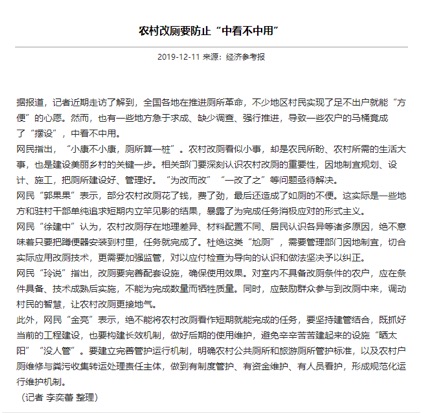 农村改厕要防止“中看不中用”
2019-12-11 来源：经济参考报
据报道，记者近期走访了解到，全国各地在推进厕所革命，不少地区村民实现了足不出户就能“方
便”的心愿。然而，也有一些地方急于求成、缺少调查、强行推进，导致一些农户的马桶竟成
了“摆设”，中看不中用。
网民指出，“小康不小康，厕所算一桩”。农村改厕看似小事，却是农民所盼、农村所需的生活大
事，也是建设美丽乡村的关键一步。相关部门要深刻认识农村改厕的重要性，因地制宜规划、设
计、施工，把厕所建设好、管理好。“为改而改”“一改了之”等问题亟待解决。
网民“郭果果”表示，部分农村改厕花了钱，费了劲，最后还造成了如厕的不便。这实际是一些地
方和驻村干部单纯追求短期内立竿见影的结果，暴露了为完成任务消极应对的形式主义。
网民“徐建中”认为，农村改厕存在地理差异、材料配置不同、居民认识各异等诸多原因，绝不意
味着只要把蹲便器安装到村里，任务就完成了。杜绝这类“尬厕”，需要管理部门因地制宜，切合
实际应用改厕技术，更需要加强监管，对以应付检查为导向的认识和做法坚决予以纠正。
网民“玲说”指出，改厕要完善配套设施，确保使用效果。对室内不具备改厕条件的农户，应在条
件具备、技术成熟后实施，不能为完成数量而牺牲质量。同时，应鼓励群众参与到改厕中来，调动
村民的智慧，让农村改厕更接地气。
此外，网民“金亮”表示，绝不能将农村改厕看作短期就能完成的任务，要坚持建管结合，既抓好
当前的工程建设，也要构建长效机制，做好后期的使用维护，避免辛辛苦苦建起来的设施“晒太
阳”“没人管”。要建立完善管护运行机制，明确农村公共厕所和旅游厕所管护标准，以及农村户
厕维修与粪污收集转运处理责任主体，做到有制度管护、有资金维护、有人员看护，形成规范化运
行维护机制。
（记者 李奕蕾 整理）